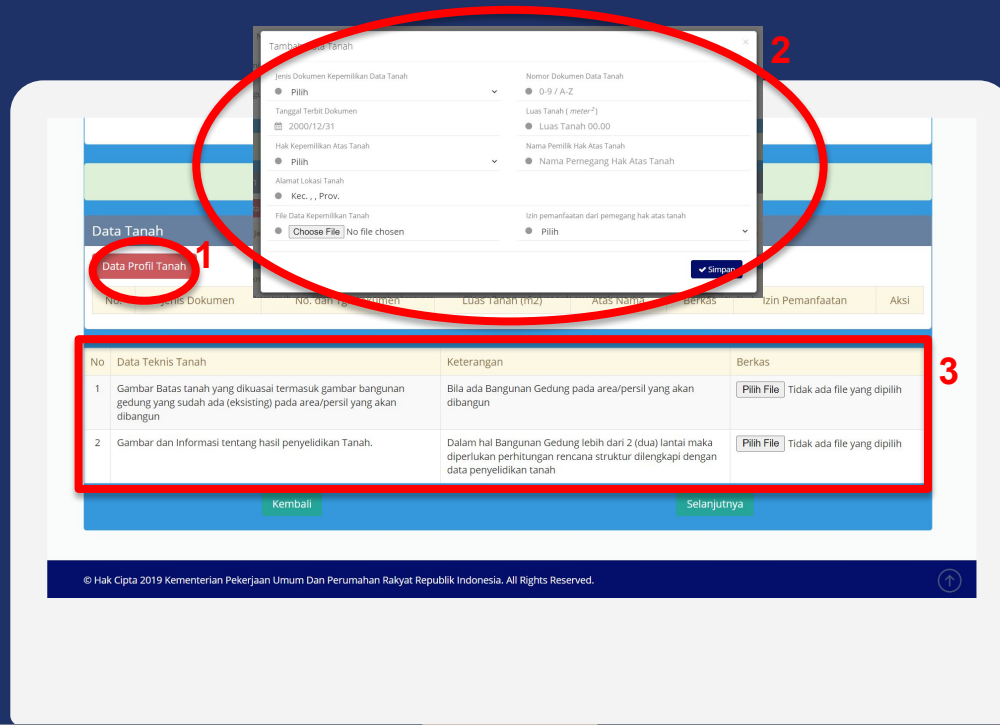 2
Tambah Data Tanah
×
Jenis Dokumen Kepemilikan Data Tanah
Pilih
Nomor Dokumen Data Tanah
0-9 / A-Z
Tanggal Terbit Dokumen
2000/12/31
Luas Tanah ( meter²)
Luas Tanah 00.00
Hak Kepemilikan Atas Tanah
Pilih
Nama Pemilik Hak Atas Tanah
Nama Pemegang Hak Atas Tanah
Alamat Lokasi Tanah
Kec. , , Prov.
File Data Kepemilikan Tanah
Choose File No file chosen
Izin pemanfaatan dari pemegang hak atas tanah
Pilih
Simpan
Data Tanah
1
Data Profil Tanah
No. Jenis Dokumen No. dan Tgl Dokumen Luas Tanah (m2) Atas Nama Berkas Izin Pemanfaatan Aksi
3
No Data Teknis Tanah Keterangan Berkas
1 Gambar Batas tanah yang dikuasai termasuk gambar bangunan
gedung yang sudah ada (eksisting) pada area/persil yang akan
dibangun
Bila ada Bangunan Gedung pada area/persil yang akan
dibangun
Pilih File Tidak ada file yang dipilih
2 Gambar dan Informasi tentang hasil penyelidikan Tanah.
Dalam hal Bangunan Gedung lebih dari 2 (dua) lantai maka
diperlukan perhitungan rencana struktur dilengkapi dengan
data penyelidikan tanah
Pilih File Tidak ada file yang dipilih
Kembali
Selanjutnya
© Hak Cipta 2019 Kementerian Pekerjaan Umum Dan Perumahan Rakyat Republik Indonesia. All Rights Reserved.